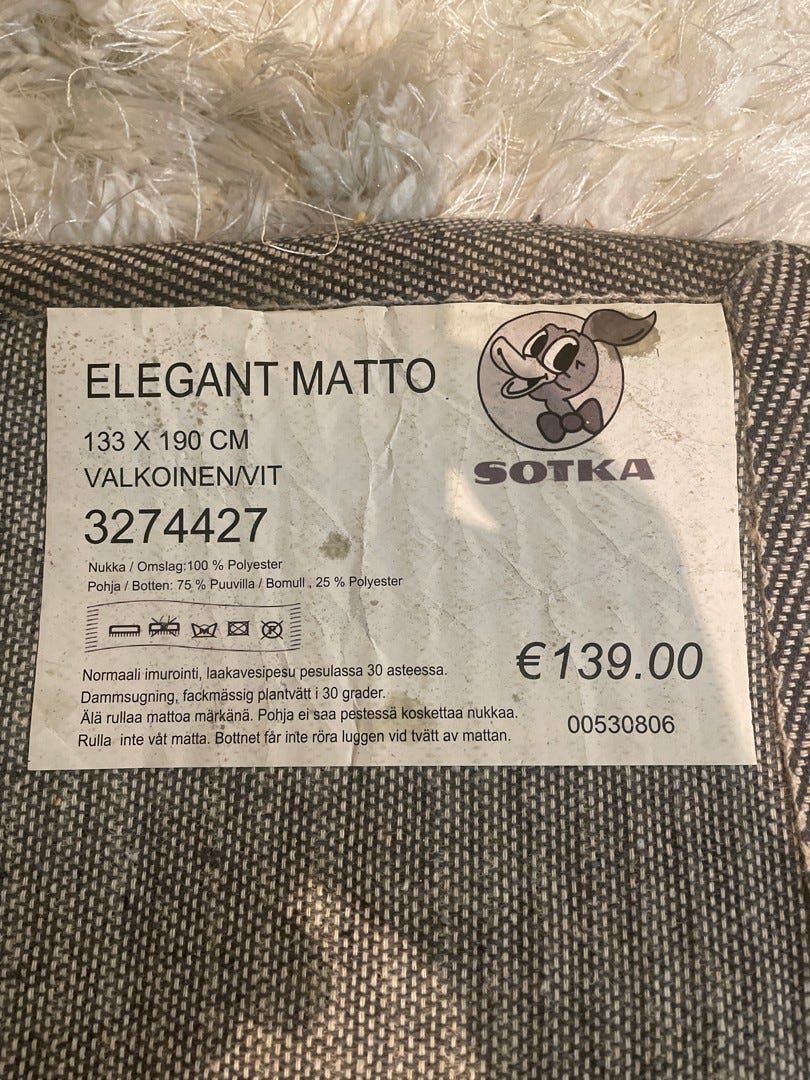 ELEGANT MATTO
SOTKA
133 X 190 CM
VALKOINEN/VIT
3274427
Nukka / Omslag:100 % Polyester
Pohja / Botten: 75 % Puuvilla / Bomull , 25 % Polyester
Normaali imurointi, laakavesipesu pesulassa 30 asteessa.
Dammsugning, fackmässig plantvätt i 30 grader.
Älä rullaa mattoa märkänä. Pohja ei saa pestessä koskettaa nukkaa.
Rulla inte våt matta. Bottnet får inte röra luggen vid tvätt av mattan.
€139.00
00530806